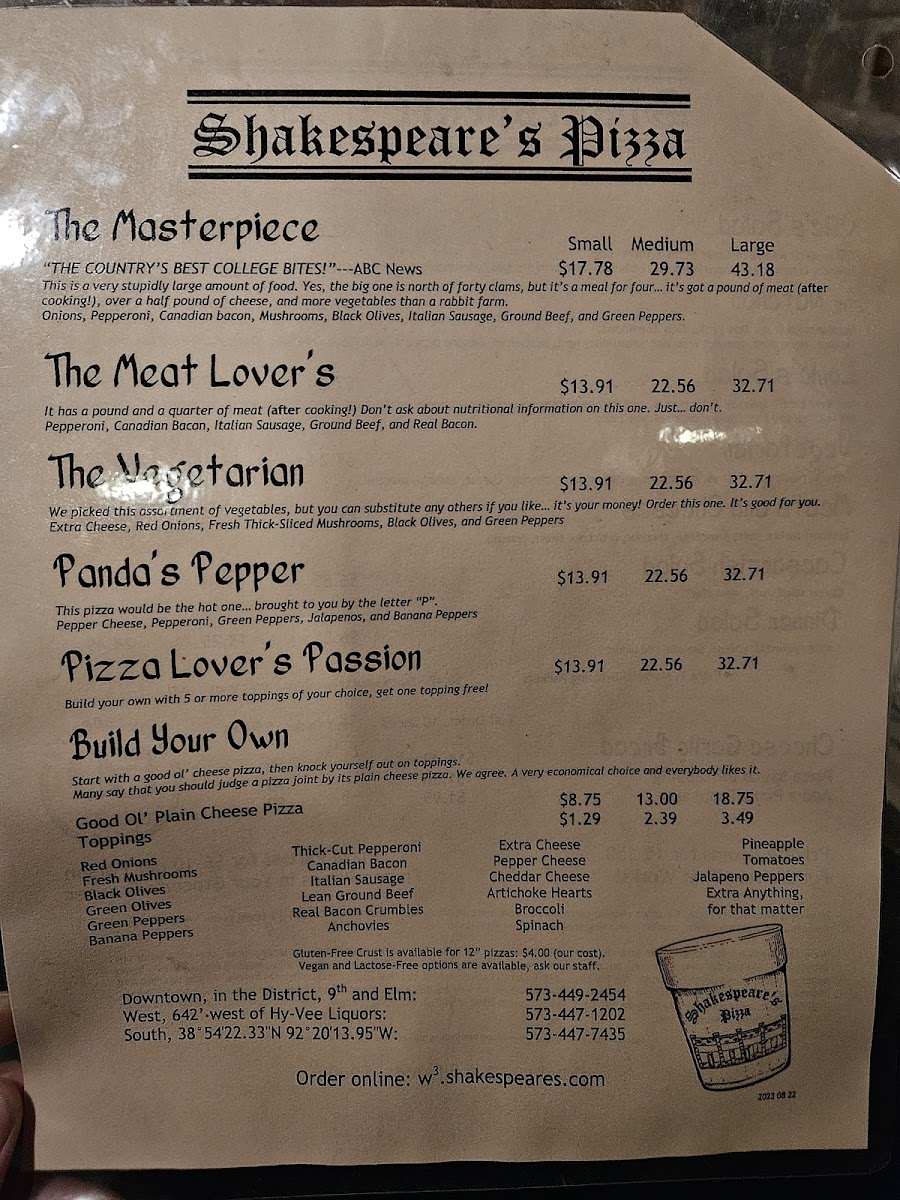 Shakespeare's Pizza
The Masterpiece
Small Medium Large
"THE COUNTRY'S BEST COLLEGE BITES!"---ABC News $17.78 29.73 43.18
This is a very stupidly large amount of food. Yes, the big one is north of forty clams, but it's a meal for four... it's got a pound of meat (after
cooking!), over a half pound of cheese, and more vegetables than a rabbit farm.
Onions, Pepperoni, Canadian bacon, Mushrooms, Black Olives, Italian Sausage, Ground Beef, and Green Peppers.
The Meat Lover's $13.91 22.56 32.71
It has a pound and a quarter of meat (after cooking!) Don't ask about nutritional information on this one. Just... don't.
Pepperoni, Canadian Bacon, Italian Sausage, Ground Beef, and Real Bacon.
The Vegetarian $13.91 22.56 32.71
We picked this assortment of vegetables, but you can substitute any others if you like... it's your money! Order this one. It's good for you.
Extra Cheese, Red Onions, Fresh Thick-Sliced Mushrooms, Black Olives, and Green Peppers
Panda's Pepper $13.91 22.56 32.71
This pizza would be the hot one... brought to you by the letter "P".
Pepper Cheese, Pepperoni, Green Peppers, Jalapenos, and Banana Peppers
Pizza Lover's Passion $13.91 22.56 32.71
Build your own with 5 or more toppings of your choice, get one topping free!
Build Your Own
Start with a good ol' cheese pizza, then knock yourself out on toppings.
Many say that you should judge a pizza joint by its plain cheese pizza. We agree. A very economical choice and everybody likes it.
Good Ol' Plain Cheese Pizza $8.75 13.00 18.75
Toppings $1.29 2.39 3.49
Red Onions
Fresh Mushrooms
Black Olives
Green Olives
Green Peppers
Banana Peppers
Thick-Cut Pepperoni
Canadian Bacon
Italian Sausage
Lean Ground Beef
Real Bacon Crumbles
Anchovies
Extra Cheese
Pepper Cheese
Cheddar Cheese
Artichoke Hearts
Broccoli
Spinach
Pineapple
Tomatoes
Jalapeno Peppers
Extra Anything,
for that matter
Gluten-Free Crust is available for 12" pizzas: $4.00 (our cost).
Vegan and Lactose-Free options are available, ask our staff.
Downtown, in the District, 9th and Elm: 573-449-2454
West, 642' west of Hy-Vee Liquors: 573-447-1202
South, 38°54'22.33"N 92°20'13.95"W: 573-447-7435
Order online: w³.shakespeares.com
Shakespeare's
Pizza
2023 08 22